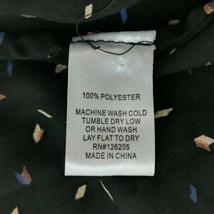 100% POLYESTER
MACHINE WASH COLD
TUMBLE DRY LOW
OR HAND WASH
LAY FLAT TO DRY
RN#126205
MADE IN CHINA